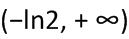 (−ln2, + ∞)